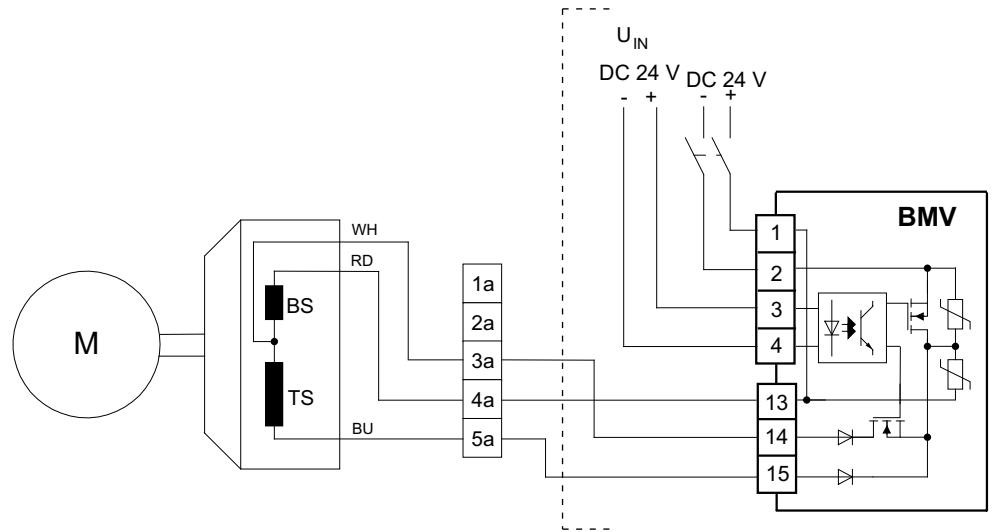 U_IN
DC 24 V DC 24 V
- + - +
BMV
WH
RD
BS
M
TS
BU
1a
2a
3a
4a
5a
1
2
3
4
13
14
15